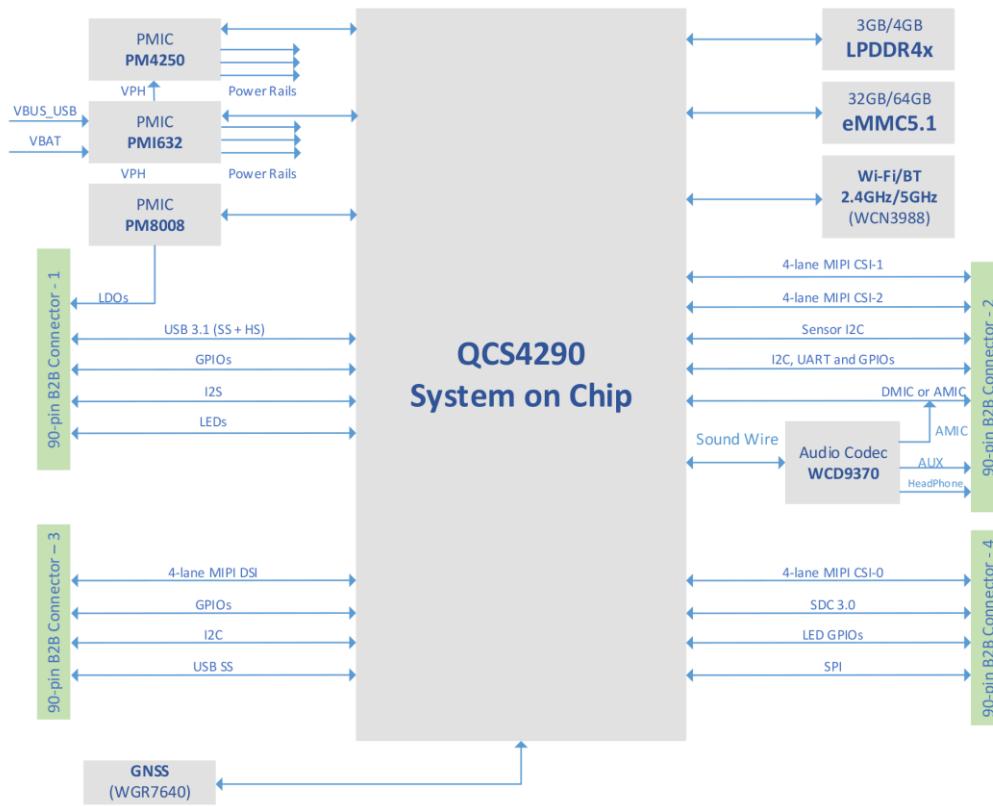 PMIC
PM4250
VPH
Power Rails
VBUS_USB
VBAT
PMIC
PMI632
VPH
Power Rails
PMIC
PM8008
90-pin B2B Connector - 1
LDOs
USB 3.1 (SS + HS)
GPIOs
I2S
LEDs
90-pin B2B Connector – 3
4-lane MIPI DSI
GPIOs
I2C
USB SS
GNSS
(WGR7640)
QCS4290
System on Chip
3GB/4GB
LPDDR4x
32GB/64GB
eMMC5.1
Wi-Fi/BT
2.4GHz/5GHz
(WCN3988)
4-lane MIPI CSI-1
4-lane MIPI CSI-2
Sensor I2C
I2C, UART and GPIOs
DMIC or AMIC
AMIC
Sound Wire
Audio Codec
WCD9370
AUX
HeadPhone
90-pin B2B Connector - 2
4-lane MIPI CSI-0
SDC 3.0
LED GPIOs
SPI
90-pin B2B Connector - 4